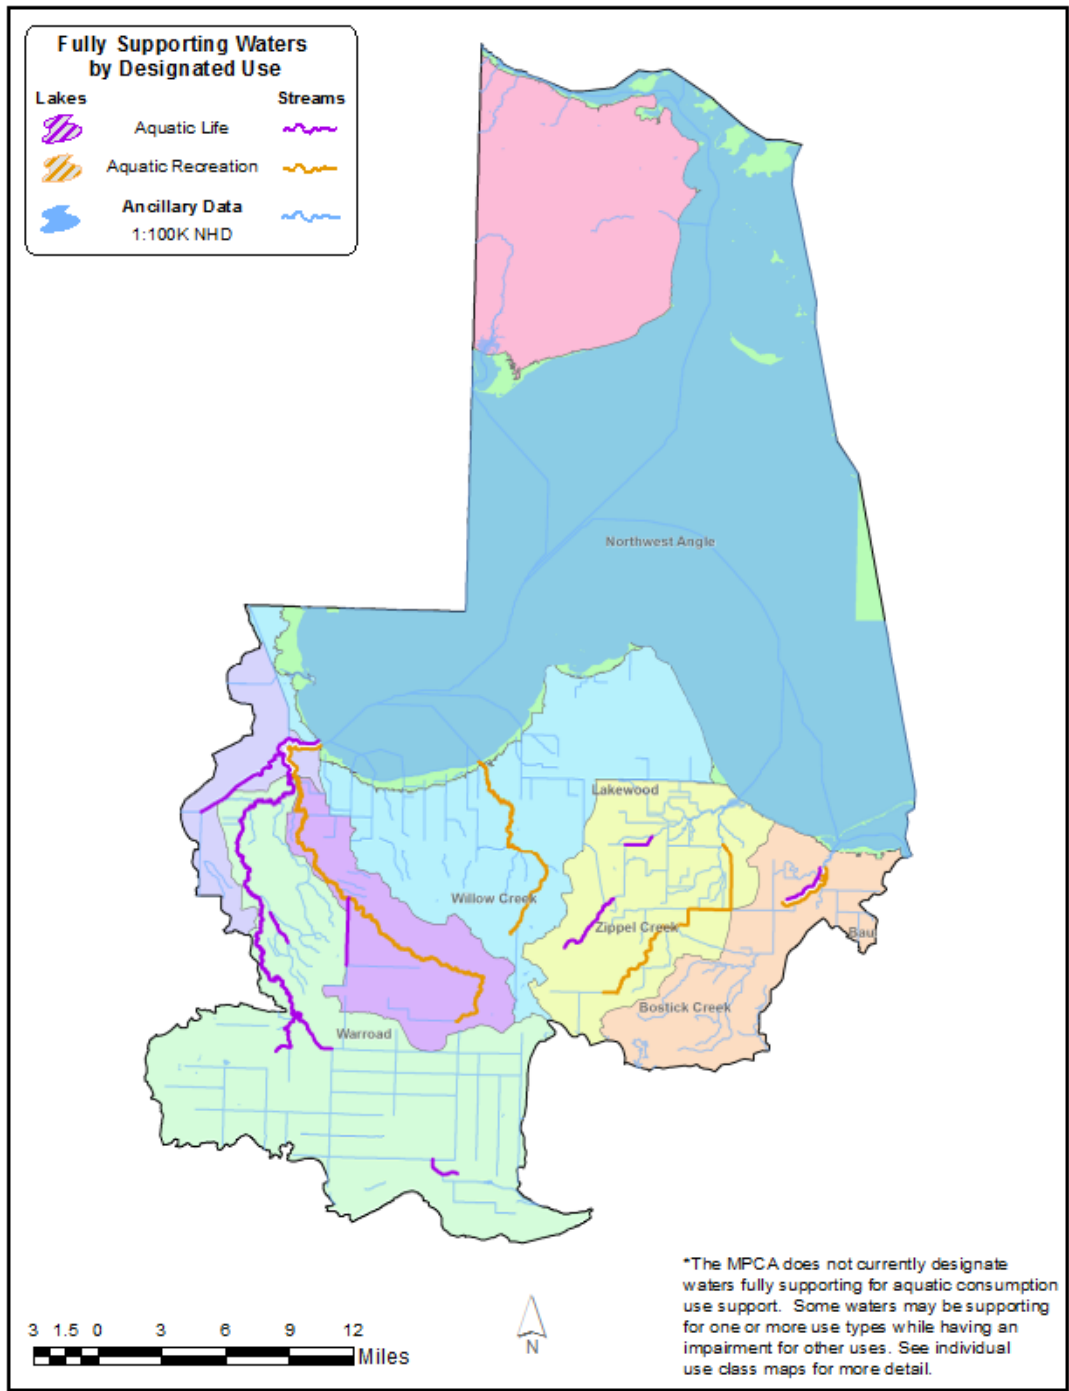 Fully Supporting Waters
by Designated Use
Lakes Streams
Aquatic Life
Aquatic Recreation
Ancillary Data
1:100K NHD
Northwest Angle
Lakewood
Willow Creek
Zippel Creek
Bau
Bostick Creek
Warroad
*The MPCA does not currently designate
waters fully supporting for aquatic consumption
use support. Some waters may be supporting
for one or more use types while having an
impairment for other uses. See individual
use class maps for more detail.
3 1.5 0 3 6 9 12
Miles
N